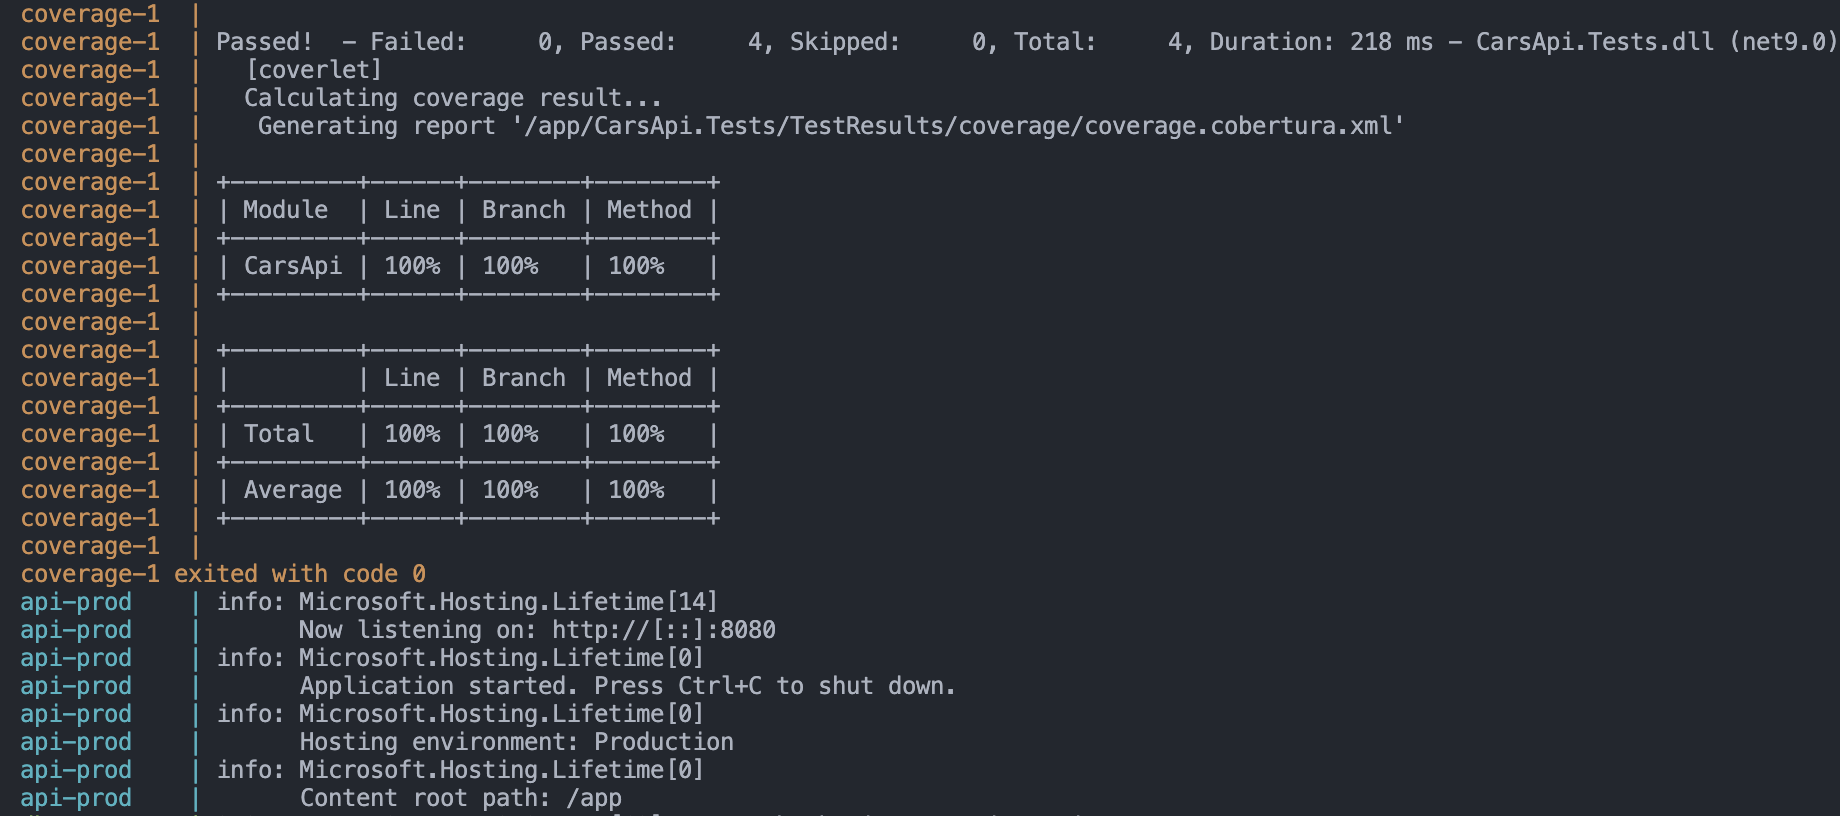 coverage-1  |
coverage-1  | Passed!  - Failed:     0, Passed:     4, Skipped:     0, Total:     4, Duration: 218 ms - CarsApi.Tests.dll (net9.0)
coverage-1  |   [coverlet]
coverage-1  |   Calculating coverage result...
coverage-1  |    Generating report '/app/CarsApi.Tests/TestResults/coverage/coverage.cobertura.xml'
coverage-1  |
coverage-1  | +---------+------+--------+--------+
coverage-1  | | Module  | Line | Branch | Method |
coverage-1  | +---------+------+--------+--------+
coverage-1  | | CarsApi | 100% | 100%   | 100%   |
coverage-1  | +---------+------+--------+--------+
coverage-1  |
coverage-1  | +---------+------+--------+--------+
coverage-1  | |         | Line | Branch | Method |
coverage-1  | +---------+------+--------+--------+
coverage-1  | | Total   | 100% | 100%   | 100%   |
coverage-1  | +---------+------+--------+--------+
coverage-1  | | Average | 100% | 100%   | 100%   |
coverage-1  | +---------+------+--------+--------+
coverage-1  |
coverage-1 exited with code 0
api-prod    | info: Microsoft.Hosting.Lifetime[14]
api-prod    |       Now listening on: http://[::]:8080
api-prod    | info: Microsoft.Hosting.Lifetime[0]
api-prod    |       Application started. Press Ctrl+C to shut down.
api-prod    | info: Microsoft.Hosting.Lifetime[0]
api-prod    |       Hosting environment: Production
api-prod    | info: Microsoft.Hosting.Lifetime[0]
api-prod    |       Content root path: /app